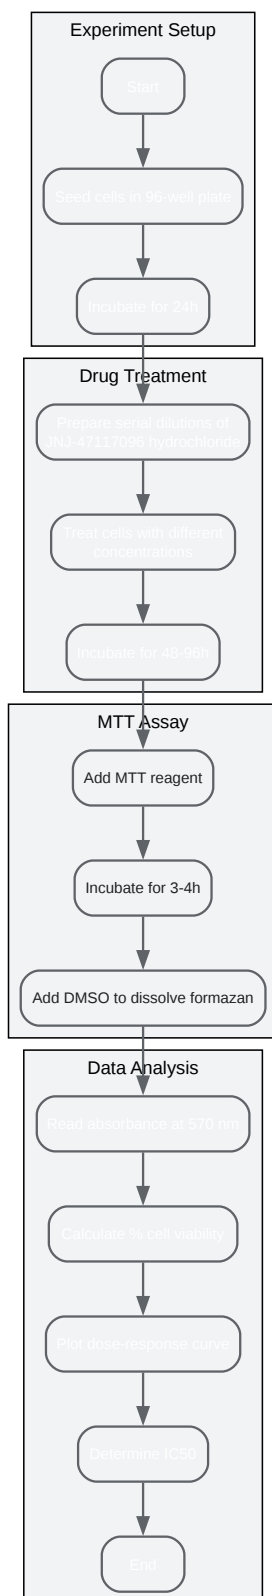 Experiment Setup
Start
Seed cells in 96-well plate
Incubate for 24h
Drug Treatment
Prepare serial dilutions of
JNJ-47117096 hydrochloride
Treat cells with different
concentrations
Incubate for 48-96h
MTT Assay
Add MTT reagent
Incubate for 3-4h
Add DMSO to dissolve formazan
Data Analysis
Read absorbance at 570 nm
Calculate % cell viability
Plot dose-response curve
Determine IC50
End